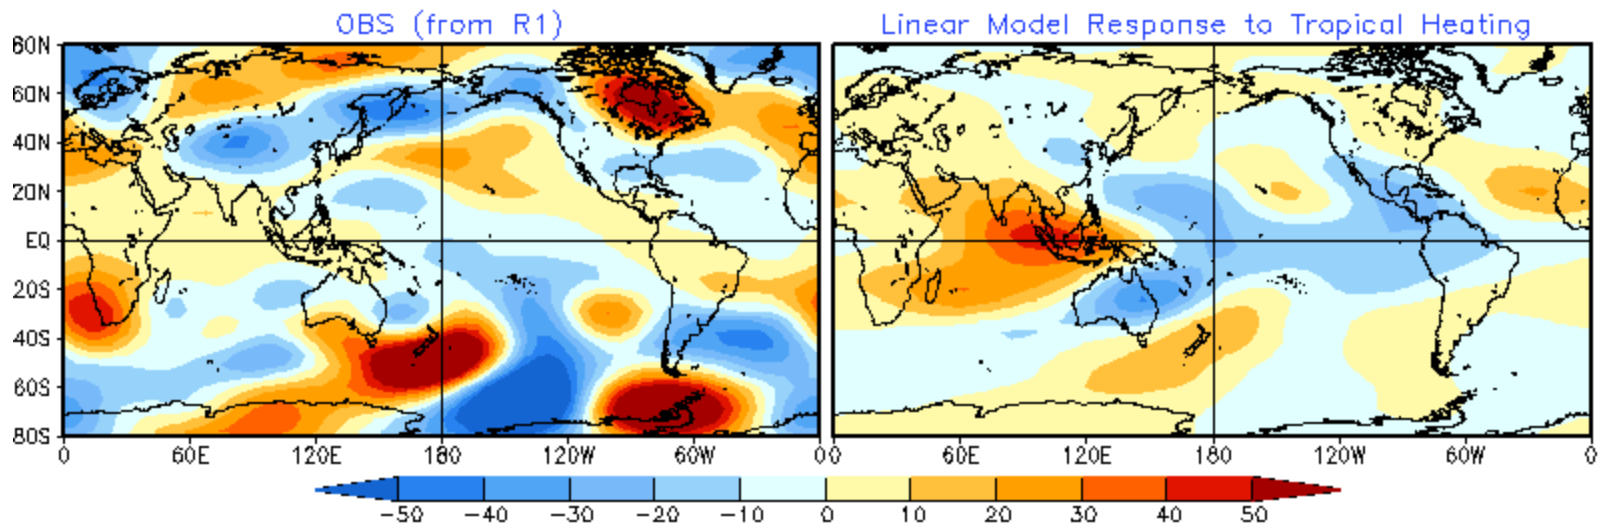 OBS (from R1)
Linear Model Response to Tropical Heating
80N
60N
40N
20N
EQ
20S
40S
60S
80S
0 60E 120E 180 120W 60W 0
0 60E 120E 180 120W 60W 0
-50 -40 -30 -20 -10 0 10 20 30 40 50